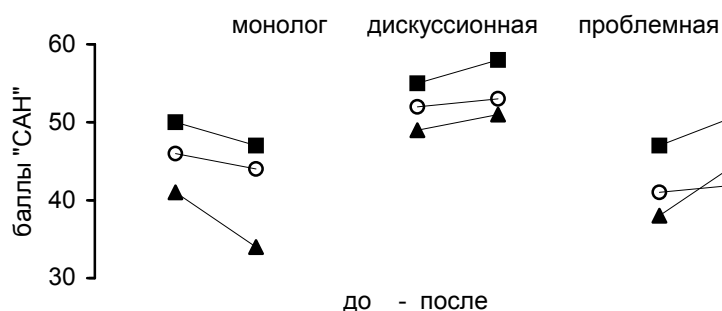 монолог дискуссионная проблемная
60
50
40
30
баллы "САН"
до - после